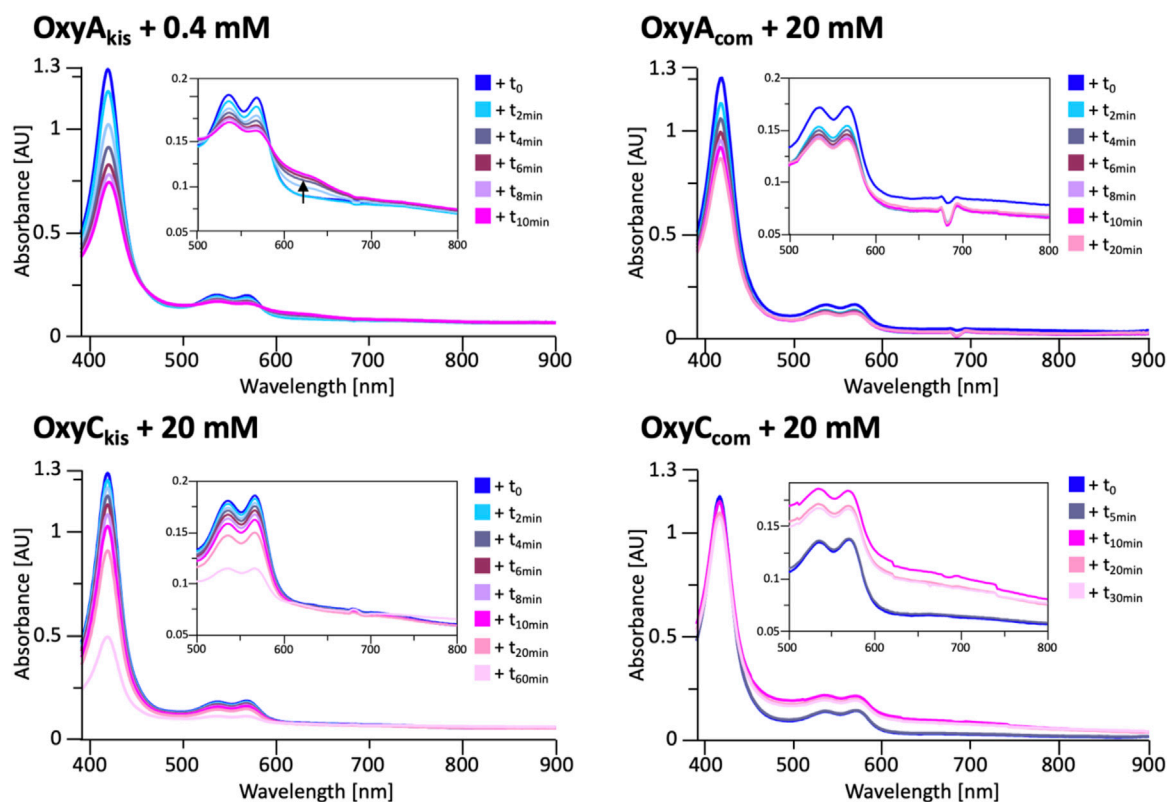 OxyAkis + 0.4 mM
1.3
1
0.5
0
Absorbance [AU]
400 500 600 700 800 900
Wavelength [nm]
0.2
0.15
0.1
0.05
500 600 700 800
+ t0
+ t2min
+ t4min
+ t6min
+ t8min
+ t10min
OxyAcom + 20 mM
1.3
1
0.5
0
Absorbance [AU]
400 500 600 700 800 900
Wavelength [nm]
0.2
0.15
0.1
0.05
500 600 700 800
+ t0
+ t2min
+ t4min
+ t6min
+ t8min
+ t10min
+ t20min
OxyCkis + 20 mM
1.3
1
0.5
0
Absorbance [AU]
400 500 600 700 800 900
Wavelength [nm]
0.2
0.15
0.1
0.05
500 600 700 800
+ t0
+ t2min
+ t4min
+ t6min
+ t8min
+ t10min
+ t20min
+ t60min
OxyCcom + 20 mM
1.3
1
0.5
0
Absorbance [AU]
400 500 600 700 800 900
Wavelength [nm]
0.2
0.15
0.1
0.05
500 600 700 800
+ t0
+ t5min
+ t10min
+ t20min
+ t30min